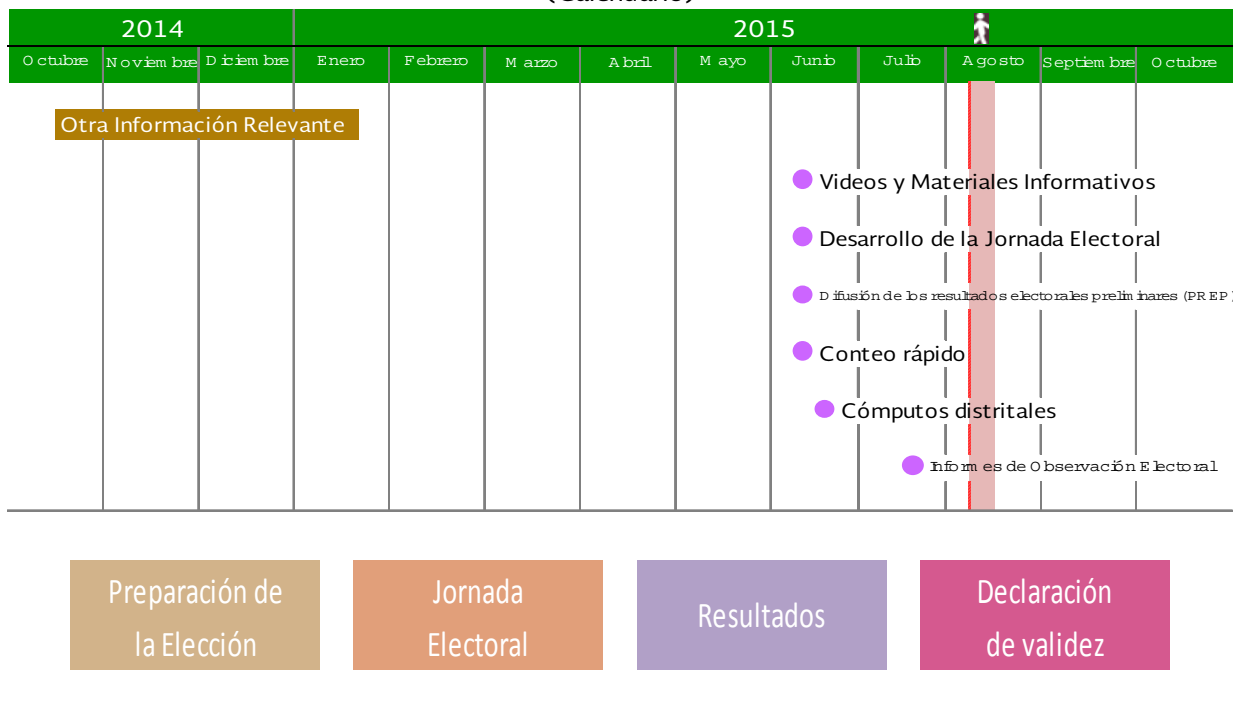 (Calendario)
2014 2015
Octubre Noviembre Diciembre Enero Febrero Marzo Abril Mayo Junio Julio Agosto Septiembre Octubre
Otra Información Relevante
Videos y Materiales Informativos
Desarrollo de la Jornada Electoral
Difusión de los resultados electorales preliminares (PREP)
Conteo rápido
Cómputos distritales
Informes de Observación Electoral
Preparación de
la Elección
Jornada
Electoral
Resultados
Declaración
de validez